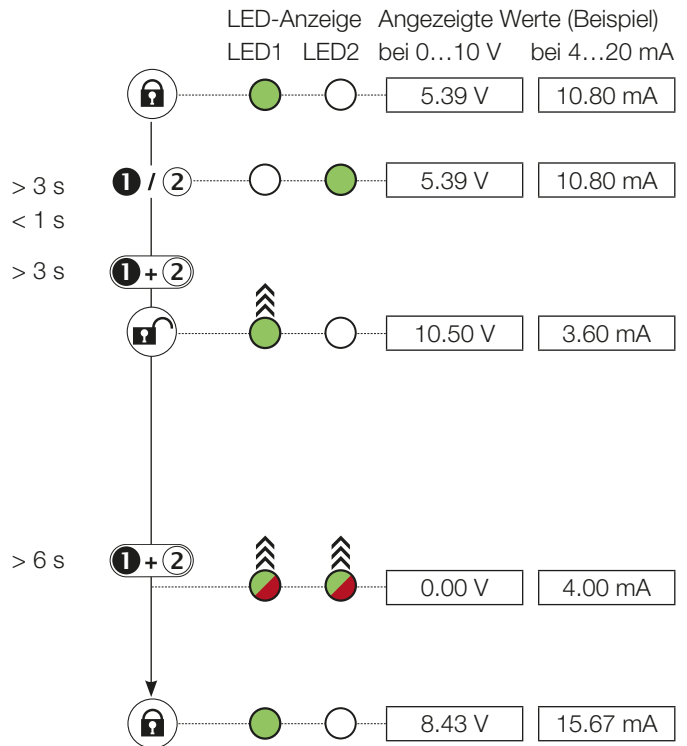 LED-Anzeige Angezeigte Werte (Beispiel)
LED1 LED2 bei 0…10 V bei 4…20 mA
5.39 V 10.80 mA
> 3 s 1 / 2 5.39 V 10.80 mA
< 1 s
> 3 s 1 + 2
10.50 V 3.60 mA
> 6 s 1 + 2
0.00 V 4.00 mA
8.43 V 15.67 mA